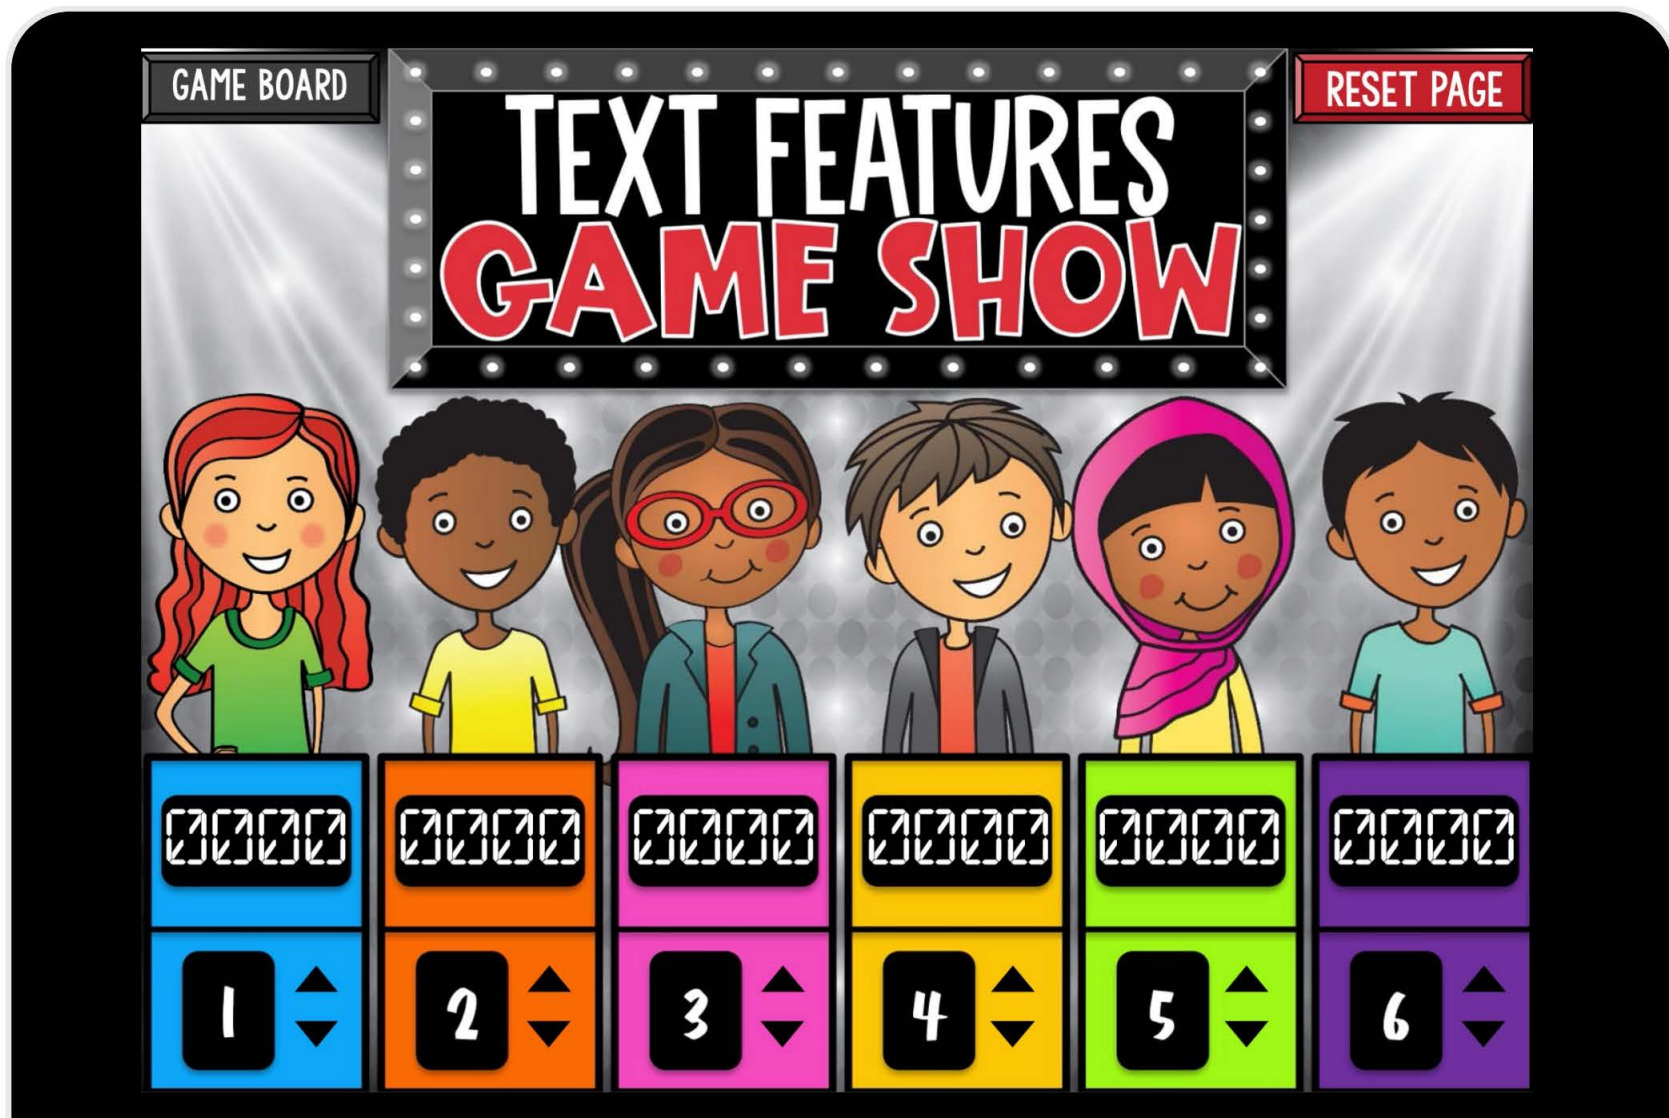 GAME BOARD
TEXT FEATURES
GAME SHOW
RESET PAGE
0000 0000 0000 0000 0000 0000
1 2 3 4 5 6